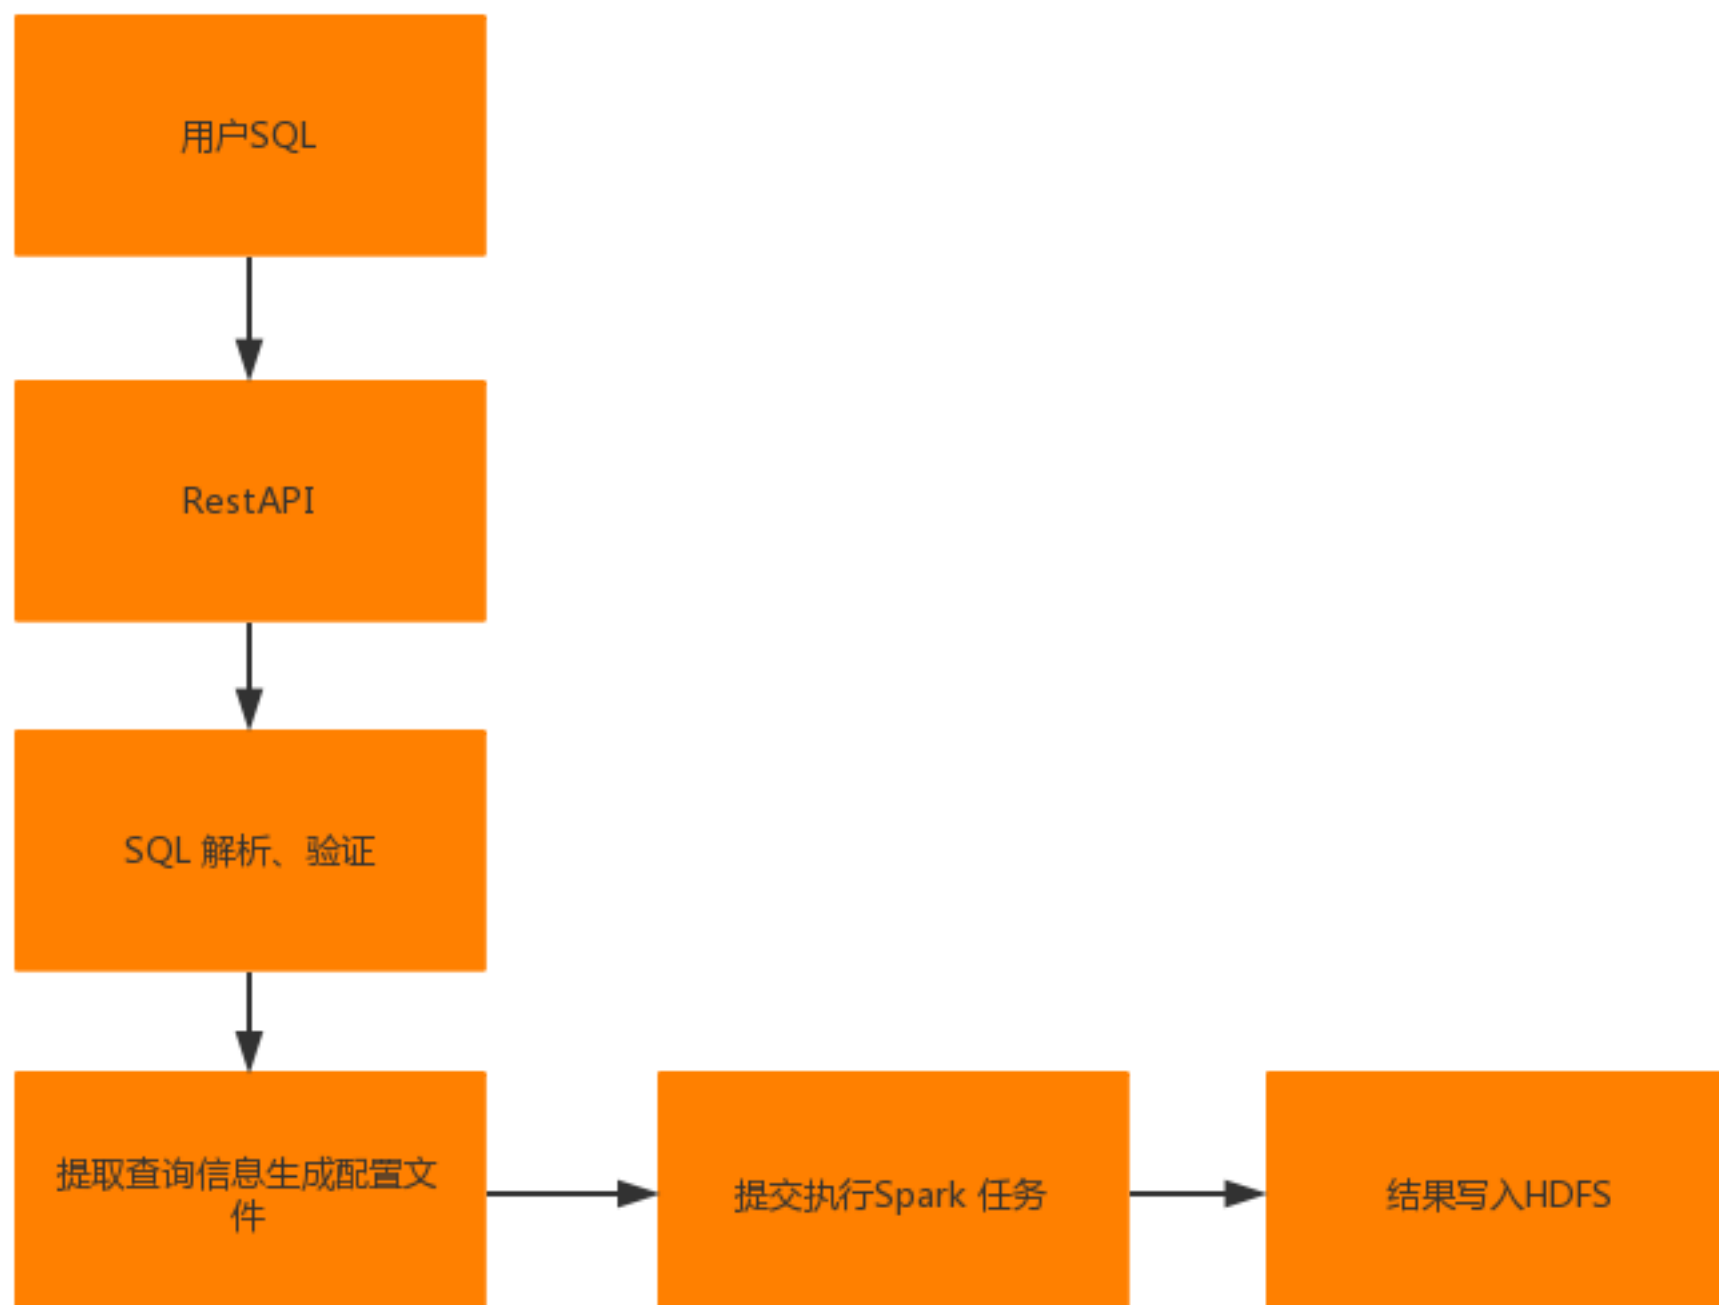 用户SQL
RestAPI
SQL 解析、验证
提取查询信息生成配置文
件
提交执行Spark 任务
结果写入HDFS